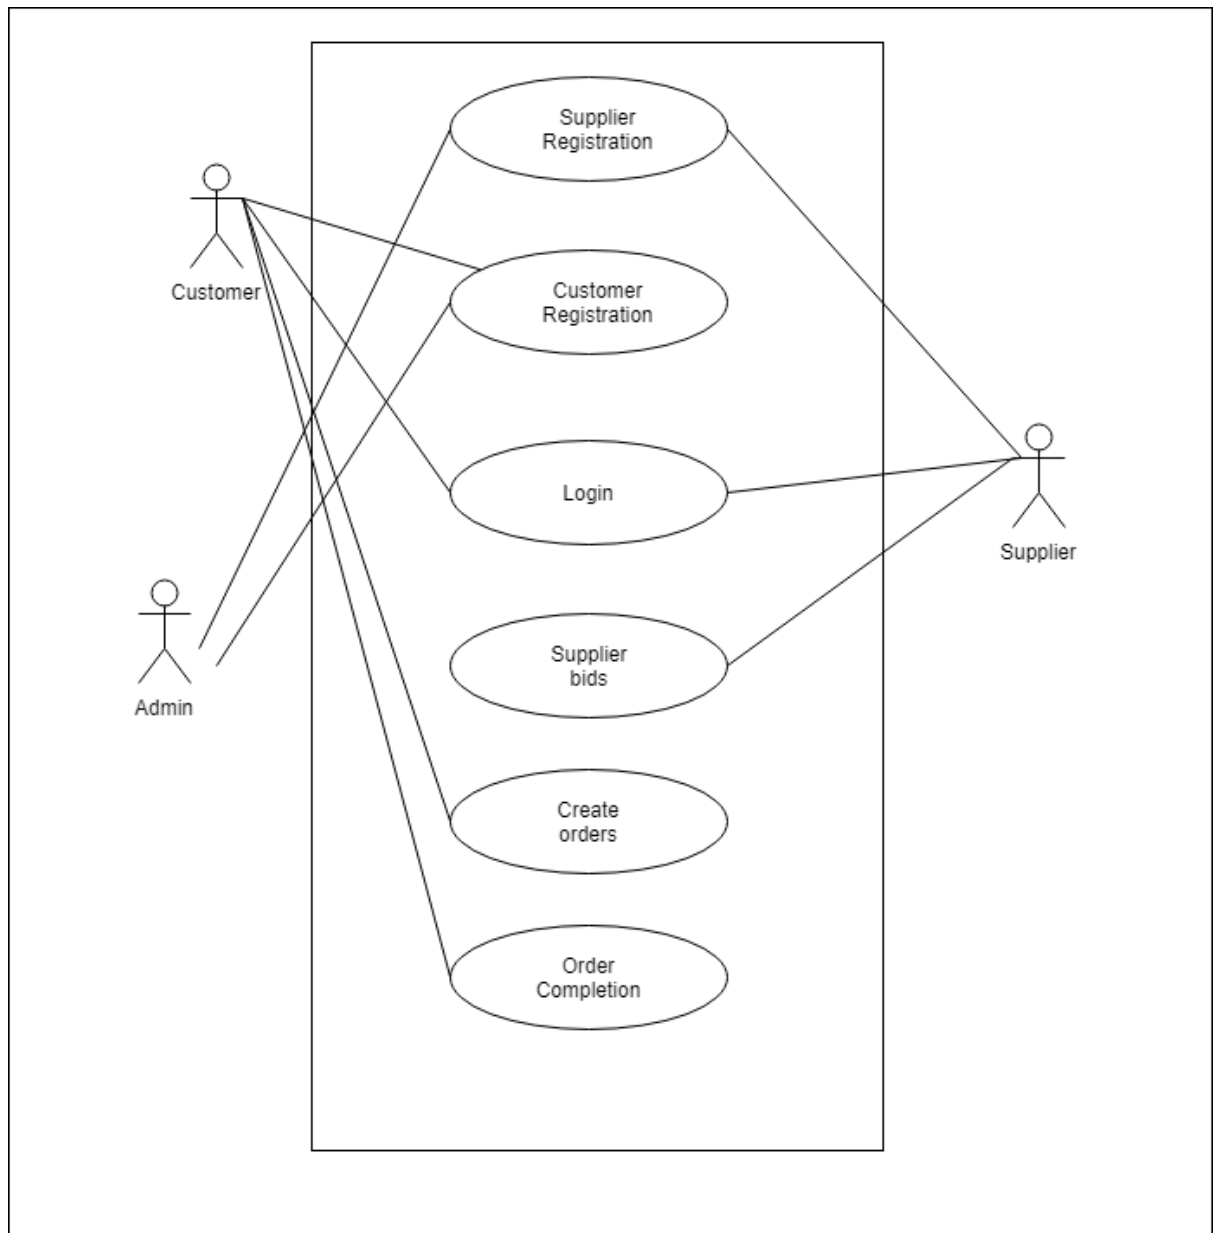 Supplier
Registration
Customer
Customer
Registration
Login
Supplier
Supplier
bids
Admin
Create
orders
Order
Completion